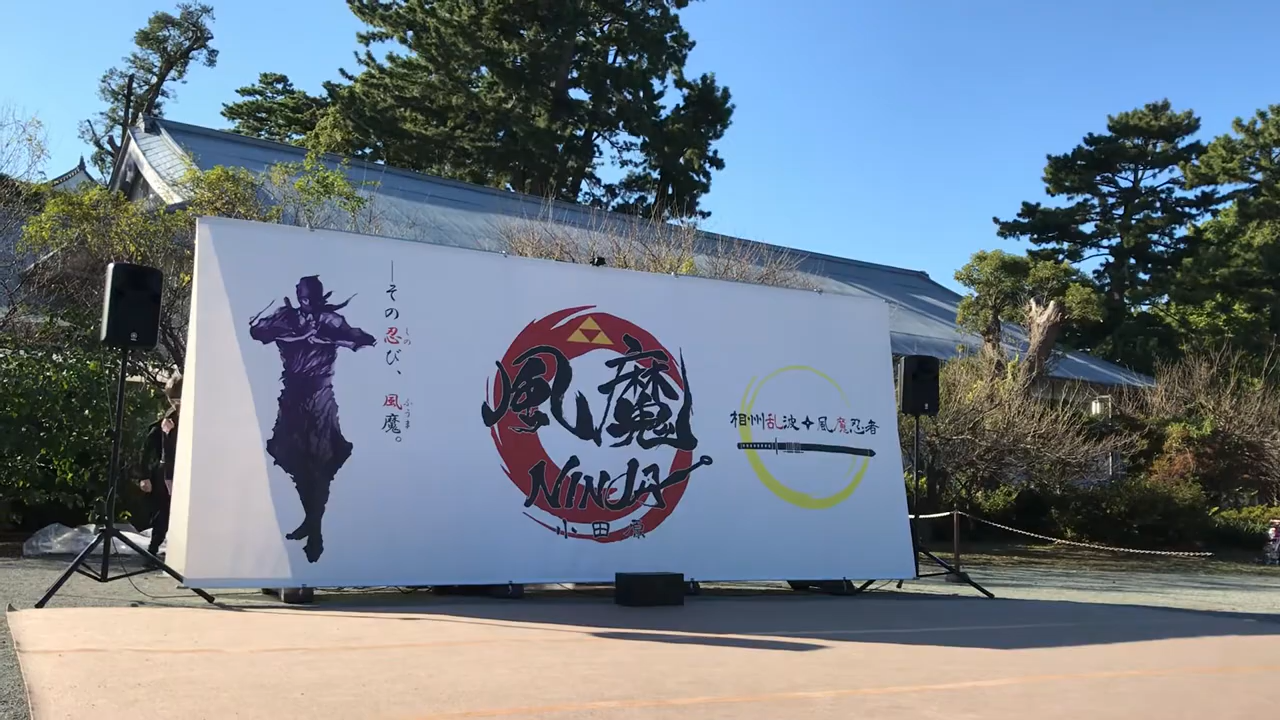 —その忍び、
しの
風魔。
ふうま
風魔
NINJA
小田原
相州乱波✦風魔忍者